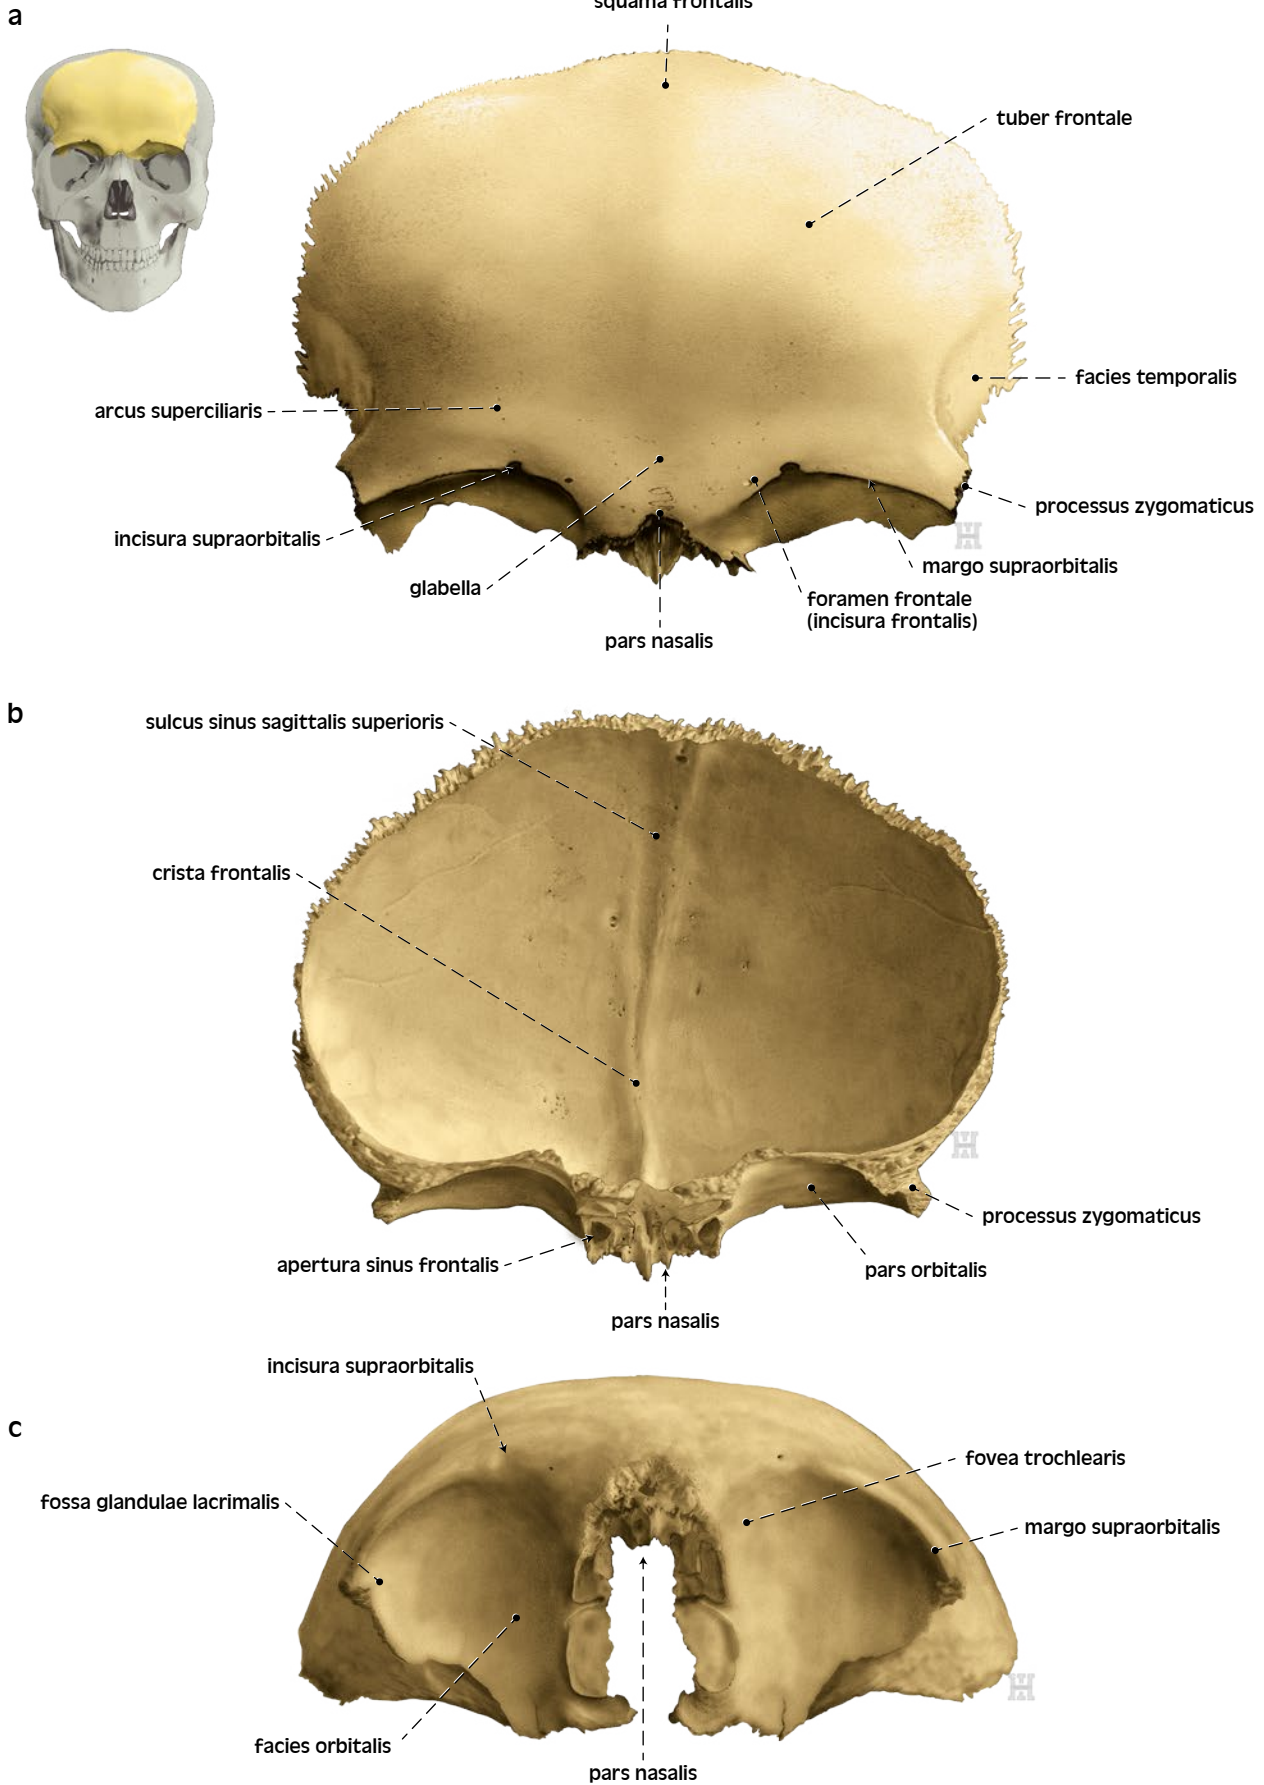 a
squama frontalis
tuber frontale
facies temporalis
arcus superciliaris
processus zygomaticus
incisura supraorbitalis
margo supraorbitalis
glabella
foramen frontale
(incisura frontalis)
pars nasalis
b
sulcus sinus sagittalis superioris
crista frontalis
processus zygomaticus
apertura sinus frontalis
pars orbitalis
pars nasalis
incisura supraorbitalis
c
fovea trochlearis
fossa glandulae lacrimalis
margo supraorbitalis
facies orbitalis
pars nasalis